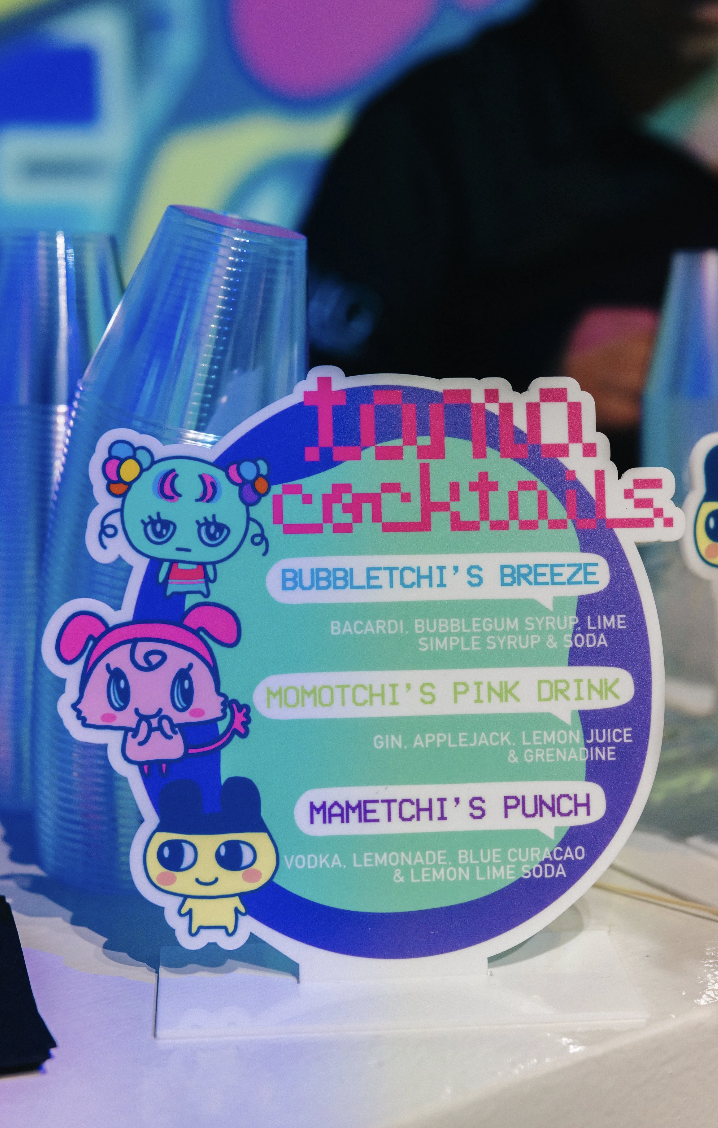 tama
cocktails
BUBBLETCHI'S BREEZE
BACARDI, BUBBLEGUM SYRUP, LIME
SIMPLE SYRUP & SODA
MOMOTCHI'S PINK DRINK
GIN, APPLEJACK, LEMON JUICE
& GRENADINE
MAMETCHI'S PUNCH
VODKA, LEMONADE, BLUE CURACAO
& LEMON LIME SODA